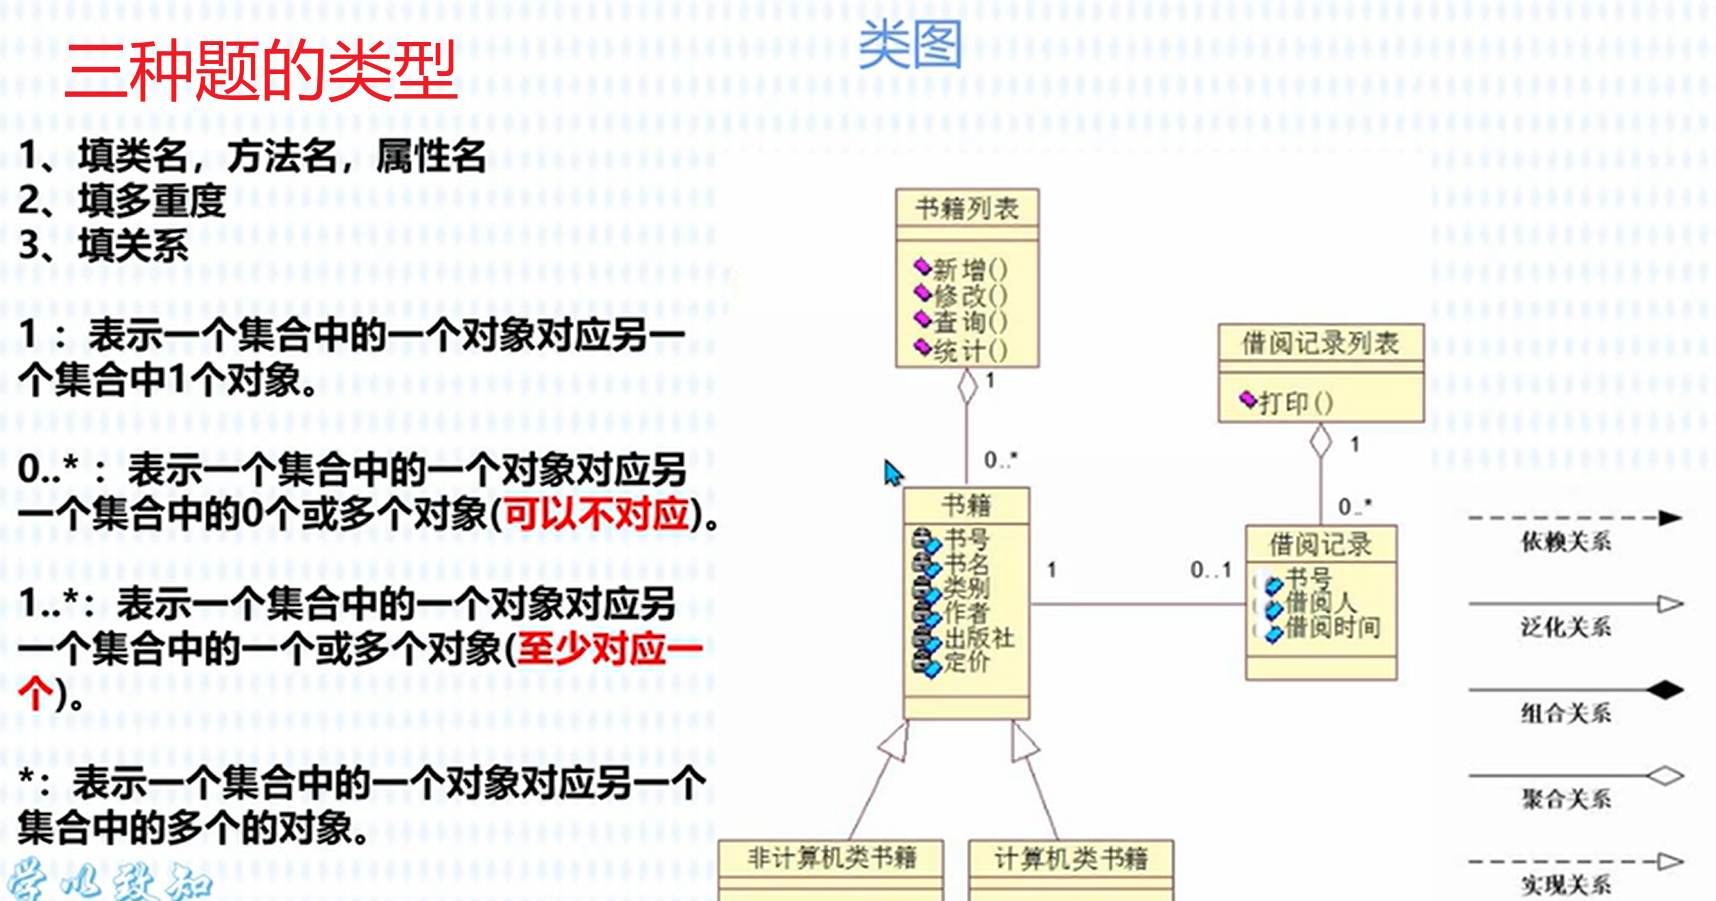 类图
三种题的类型
1、填类名，方法名，属性名
2、填多重度
3、填关系
1 ：表示一个集合中的一个对象对应另一
个集合中1个对象。
0..*：表示一个集合中的一个对象对应另
一个集合中的0个或多个对象(可以不对应)。
1..*：表示一个集合中的一个对象对应另
一个集合中的一个或多个对象(至少对应一
个)。
*：表示一个集合中的一个对象对应另一个
集合中的多个的对象。
学以致知
书籍列表
新增()
修改()
查询()
统计()
1
0..*
书籍
书号
书名
类别
作者
出版社
定价
1
0..1
借阅记录列表
打印()
1
0..*
借阅记录
书号
借阅人
借阅时间
非计算机类书籍
计算机类书籍
依赖关系
泛化关系
组合关系
聚合关系
实现关系